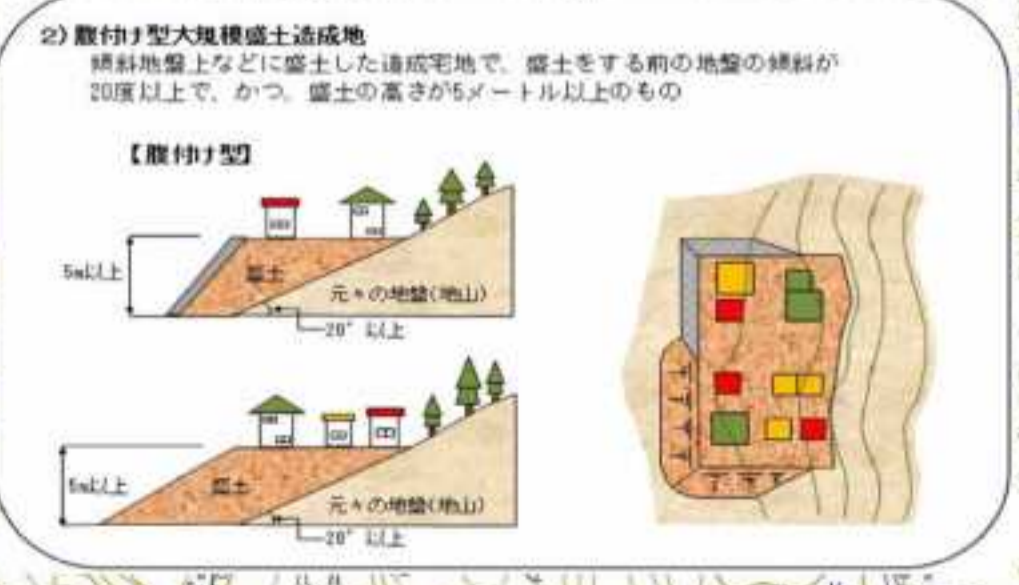 2) 腹付け型大規模盛土造成地
傾斜地盤上などに盛土した造成宅地で、盛土をする前の地盤の傾斜が
20度以上で、かつ、盛土の高さが5メートル以上のもの
【腹付け型】
5m以上
盛土
元々の地盤(地山)
20°以上
5m以上
盛土
元々の地盤(地山)
20°以上